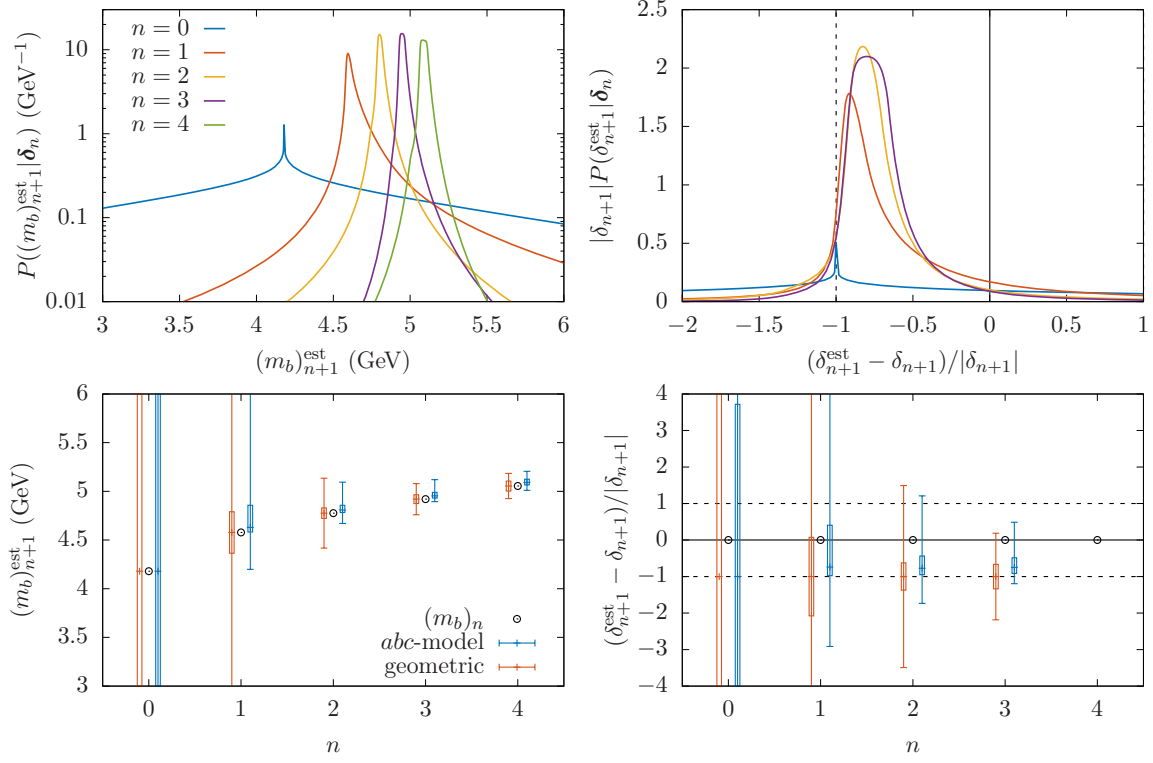 P((m_b)^est_{n+1}|δ_n) (GeV⁻¹)
10
1
0.1
0.01
n = 0
n = 1
n = 2
n = 3
n = 4
3 3.5 4 4.5 5 5.5 6
(m_b)^est_{n+1} (GeV)
|δ_{n+1}|P(δ^est_{n+1}|δ_n)
2.5
2
1.5
1
0.5
0
−2 −1.5 −1 −0.5 0 0.5 1
(δ^est_{n+1} − δ_{n+1})/|δ_{n+1}|
(m_b)^est_{n+1} (GeV)
6
5.5
5
4.5
4
3.5
3
(m_b)_n
abc-model
geometric
0 1 2 3 4
n
(δ^est_{n+1} − δ_{n+1})/|δ_{n+1}|
4
3
2
1
0
−1
−2
−3
−4
0 1 2 3 4
n